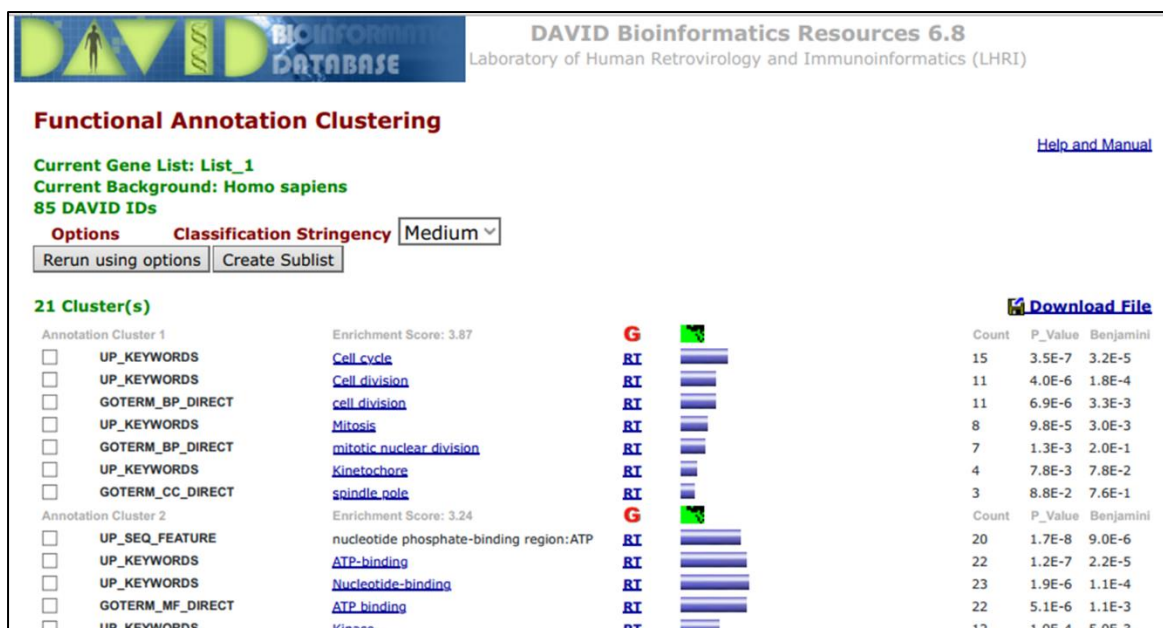 DAVID BIOINFORMATIC DATABASE
DAVID Bioinformatics Resources 6.8
Laboratory of Human Retrovirology and Immunoinformatics (LHRI)
Functional Annotation Clustering
Help and Manual
Current Gene List: List_1
Current Background: Homo sapiens
85 DAVID IDs
Options Classification Stringency Medium
Rerun using options Create Sublist
21 Cluster(s) Download File
Annotation Cluster 1 Enrichment Score: 3.87 G Count P_Value Benjamini
UP_KEYWORDS Cell cycle RT 15 3.5E-7 3.2E-5
UP_KEYWORDS Cell division RT 11 4.0E-6 1.8E-4
GOTERM_BP_DIRECT cell division RT 11 6.9E-6 3.3E-3
UP_KEYWORDS Mitosis RT 8 9.8E-5 3.0E-3
GOTERM_BP_DIRECT mitotic nuclear division RT 7 1.3E-3 2.0E-1
UP_KEYWORDS Kinetochore RT 4 7.8E-3 7.8E-2
GOTERM_CC_DIRECT spindle pole RT 3 8.8E-2 7.6E-1
Annotation Cluster 2 Enrichment Score: 3.24 G Count P_Value Benjamini
UP_SEQ_FEATURE nucleotide phosphate-binding region:ATP RT 20 1.7E-8 9.0E-6
UP_KEYWORDS ATP-binding RT 22 1.2E-7 2.2E-5
UP_KEYWORDS Nucleotide-binding RT 23 1.9E-6 1.1E-4
GOTERM_MF_DIRECT ATP binding RT 22 5.1E-6 1.1E-3
UP_KEYWORDS Kinase RT